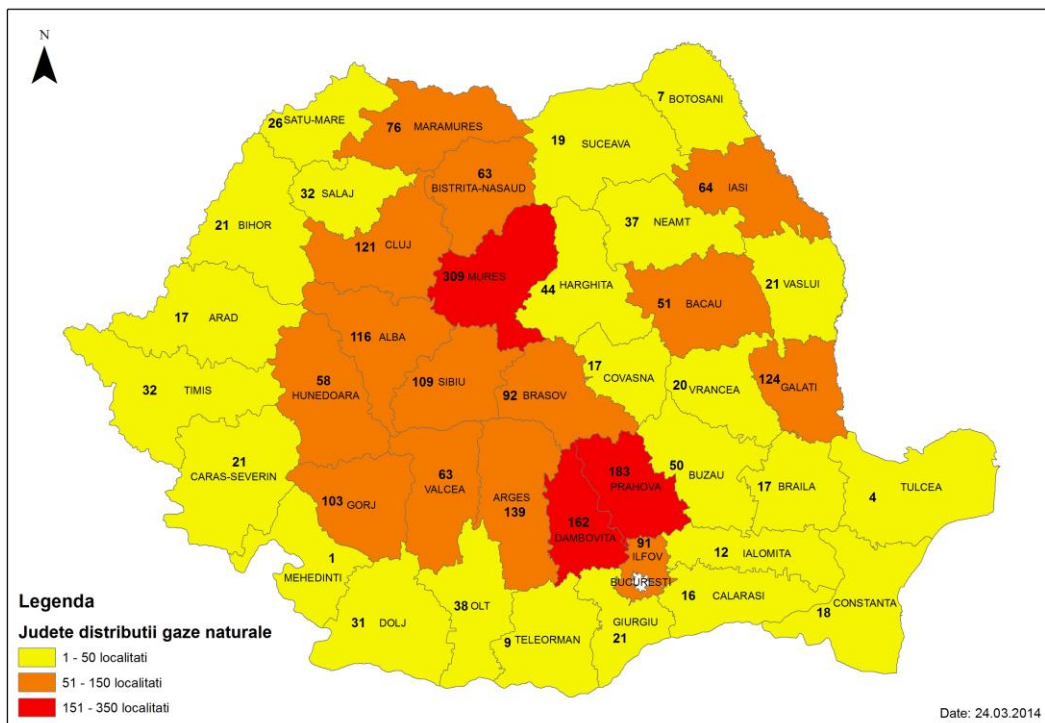 N
7 BOTOSANI
26 SATU-MARE
76 MARAMURES
19 SUCEAVA
63
BISTRITA-NASAUD
64 IASI
32 SALAJ
37 NEAMT
21 BIHOR
121 CLUJ
309 MURES
44 HARGHITA
51 BACAU
21 VASLUI
17 ARAD
116 ALBA
58
HUNEDOARA
109 SIBIU
92 BRASOV
17
COVASNA
20 VRANCEA
124 GALATI
32 TIMIS
21
CARAS-SEVERIN
103 GORJ
63
VALCEA
ARGES
139
183
PRAHOVA
50
BUZAU
17 BRAILA
4 TULCEA
162
DAMBOVITA
91
ILFOV
BUCURESTI
12 IALOMITA
1
MEHEDINTI
31 DOLJ
38 OLT
9 TELEORMAN
GIURGIU
21
16 CALARASI
18 CONSTANTA
Legenda
Judete distributii gaze naturale
1 - 50 localitati
51 - 150 localitati
151 - 350 localitati
Date: 24.03.2014